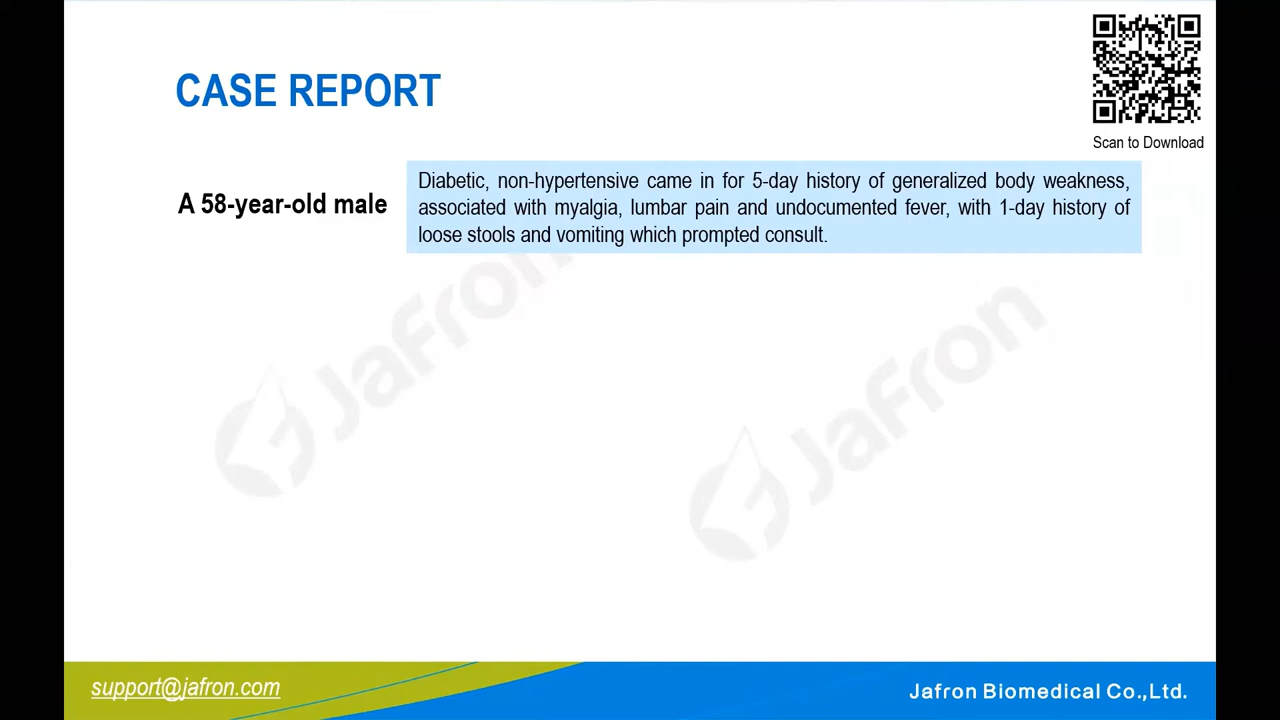 Scan to Download
CASE REPORT
A 58-year-old male
Diabetic, non-hypertensive came in for 5-day history of generalized body weakness,
associated with myalgia, lumbar pain and undocumented fever, with 1-day history of
loose stools and vomiting which prompted consult.
Jafron
Jafron
support@jafron.com
Jafron Biomedical Co.,Ltd.